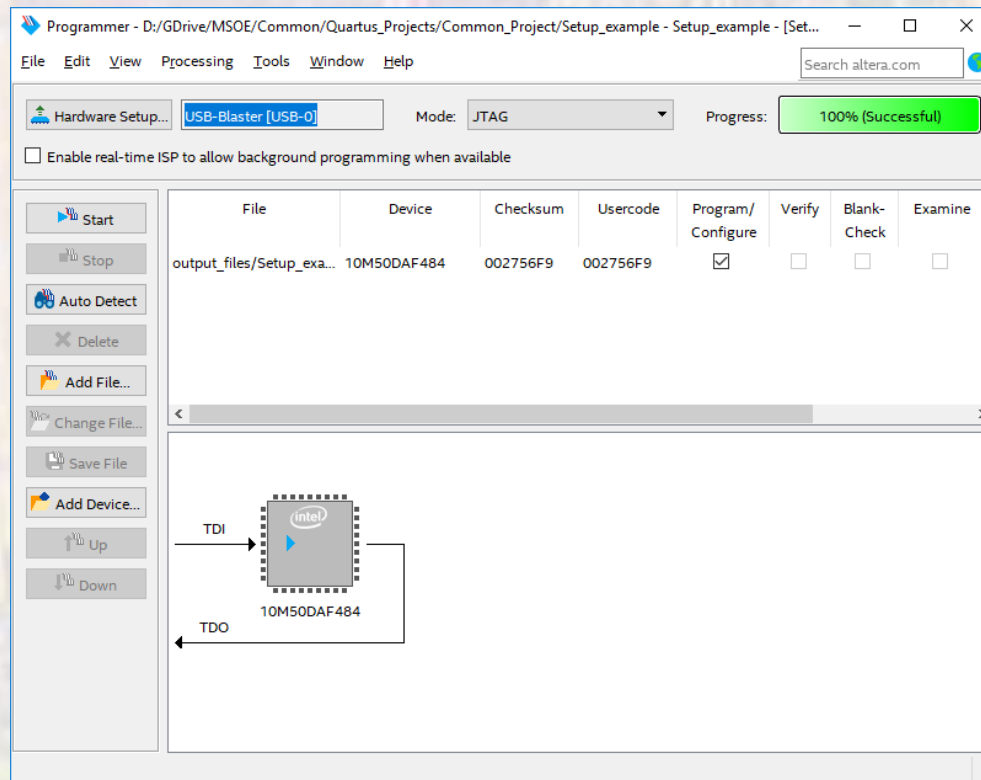 Programmer - D:/GDrive/MSOE/Common/Quartus_Projects/Common_Project/Setup_example - Setup_example - [Set...
File Edit View Processing Tools Window Help
Search altera.com
Hardware Setup... USB-Blaster [USB-0] Mode: JTAG Progress: 100% (Successful)
Enable real-time ISP to allow background programming when available
Start
Stop
Auto Detect
Delete
Add File...
Change File...
Save File
Add Device...
Up
Down
File Device Checksum Usercode Program/ Configure Verify Blank- Check Examine
output_files/Setup_exa... 10M50DAF484 002756F9 002756F9
TDI
intel
10M50DAF484
TDO